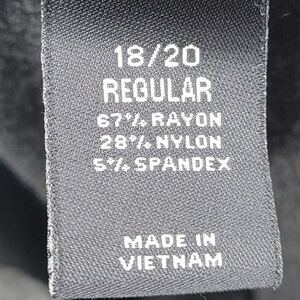 18/20
REGULAR
67% RAYON
28% NYLON
5% SPANDEX
MADE IN
VIETNAM